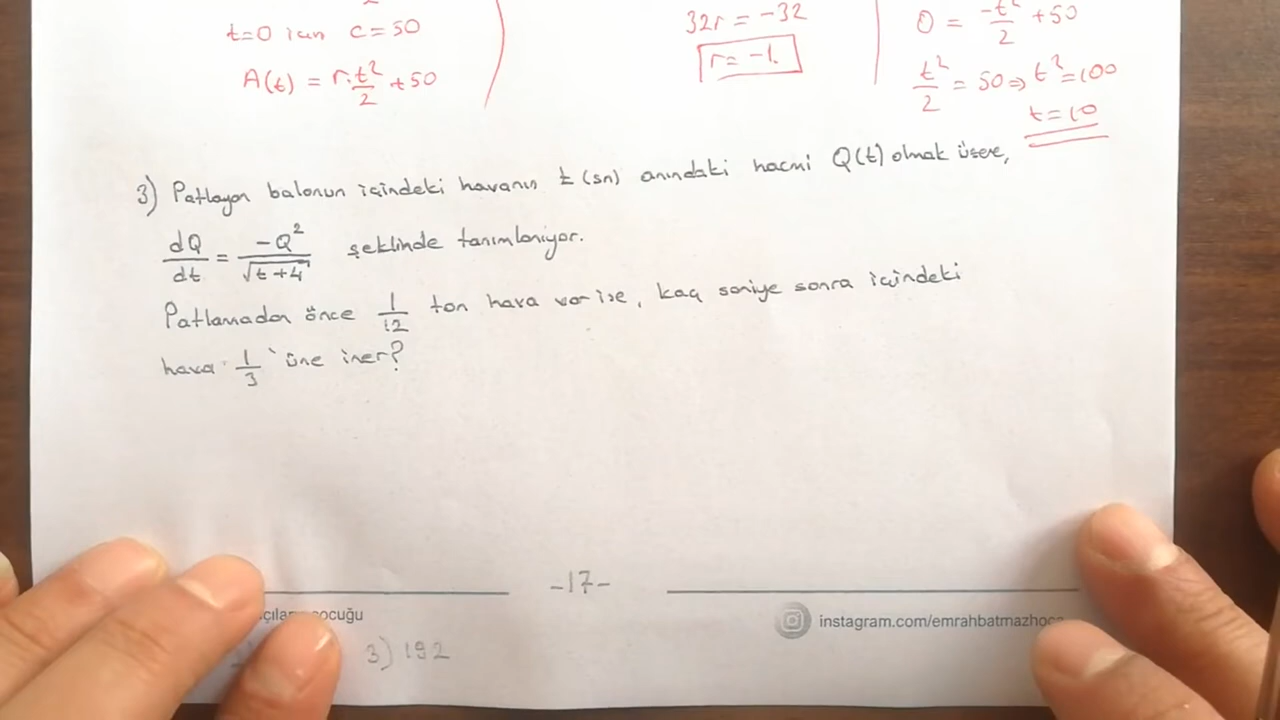 t=0 için c=50
A(t) = r.t²/2 + 50
32r = -32
r = -1.
0 = -t²/2 + 50
t²/2 = 50 ⇒ t² = 100
t = 10
3) Patlayan balonun içindeki havanın t (sn) anındaki hacmi Q(t) olmak üzere,
dQ/dt = -Q²/√t+4 şeklinde tanımlanıyor.
Patlamadan önce 1/12 ton hava var ise, kaç saniye sonra içindeki
hava 1/3 'üne iner?
-17-
instagram.com/emrahbatmazhoca
3) 192